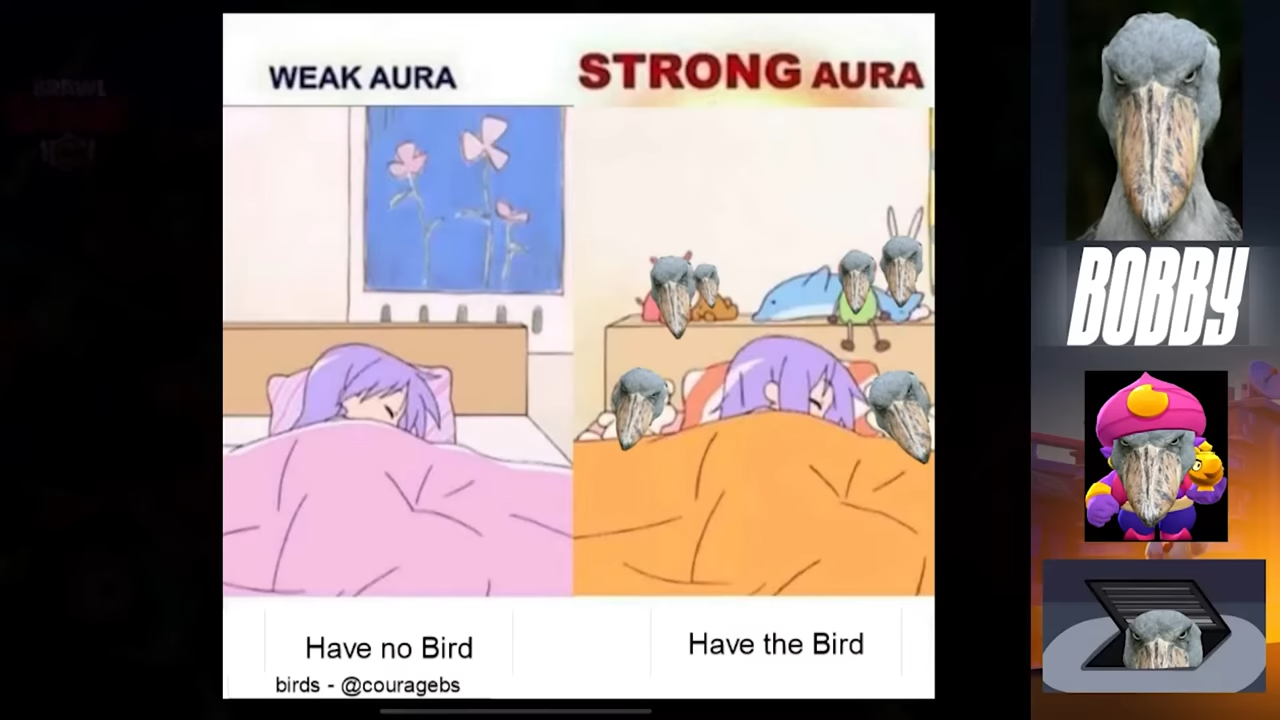 WEAK AURA
STRONG AURA
Have no Bird
Have the Bird
birds - @couragebs
BOBBY